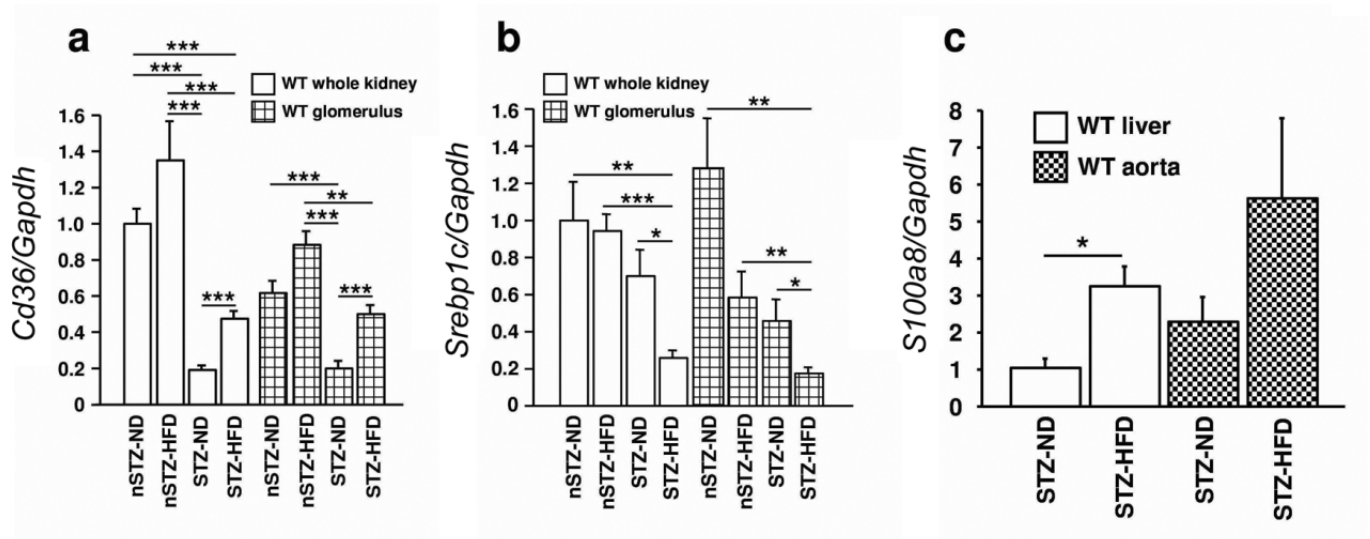 a
***
***
***
***
WT whole kidney
WT glomerulus
Cd36/Gapdh
1.6
1.4
1.2
1.0
0.8
0.6
0.4
0.2
0
***
***
**
***
***
nSTZ-ND
nSTZ-HFD
STZ-ND
STZ-HFD
nSTZ-ND
nSTZ-HFD
STZ-ND
STZ-HFD
b
WT whole kidney
WT glomerulus
Srebp1c/Gapdh
1.6
1.4
1.2
1.0
0.8
0.6
0.4
0.2
0
**
***
*
**
**
*
nSTZ-ND
nSTZ-HFD
STZ-ND
STZ-HFD
nSTZ-ND
nSTZ-HFD
STZ-ND
STZ-HFD
c
WT liver
WT aorta
S100a8/Gapdh
8
7
6
5
4
3
2
1
0
*
STZ-ND
STZ-HFD
STZ-ND
STZ-HFD